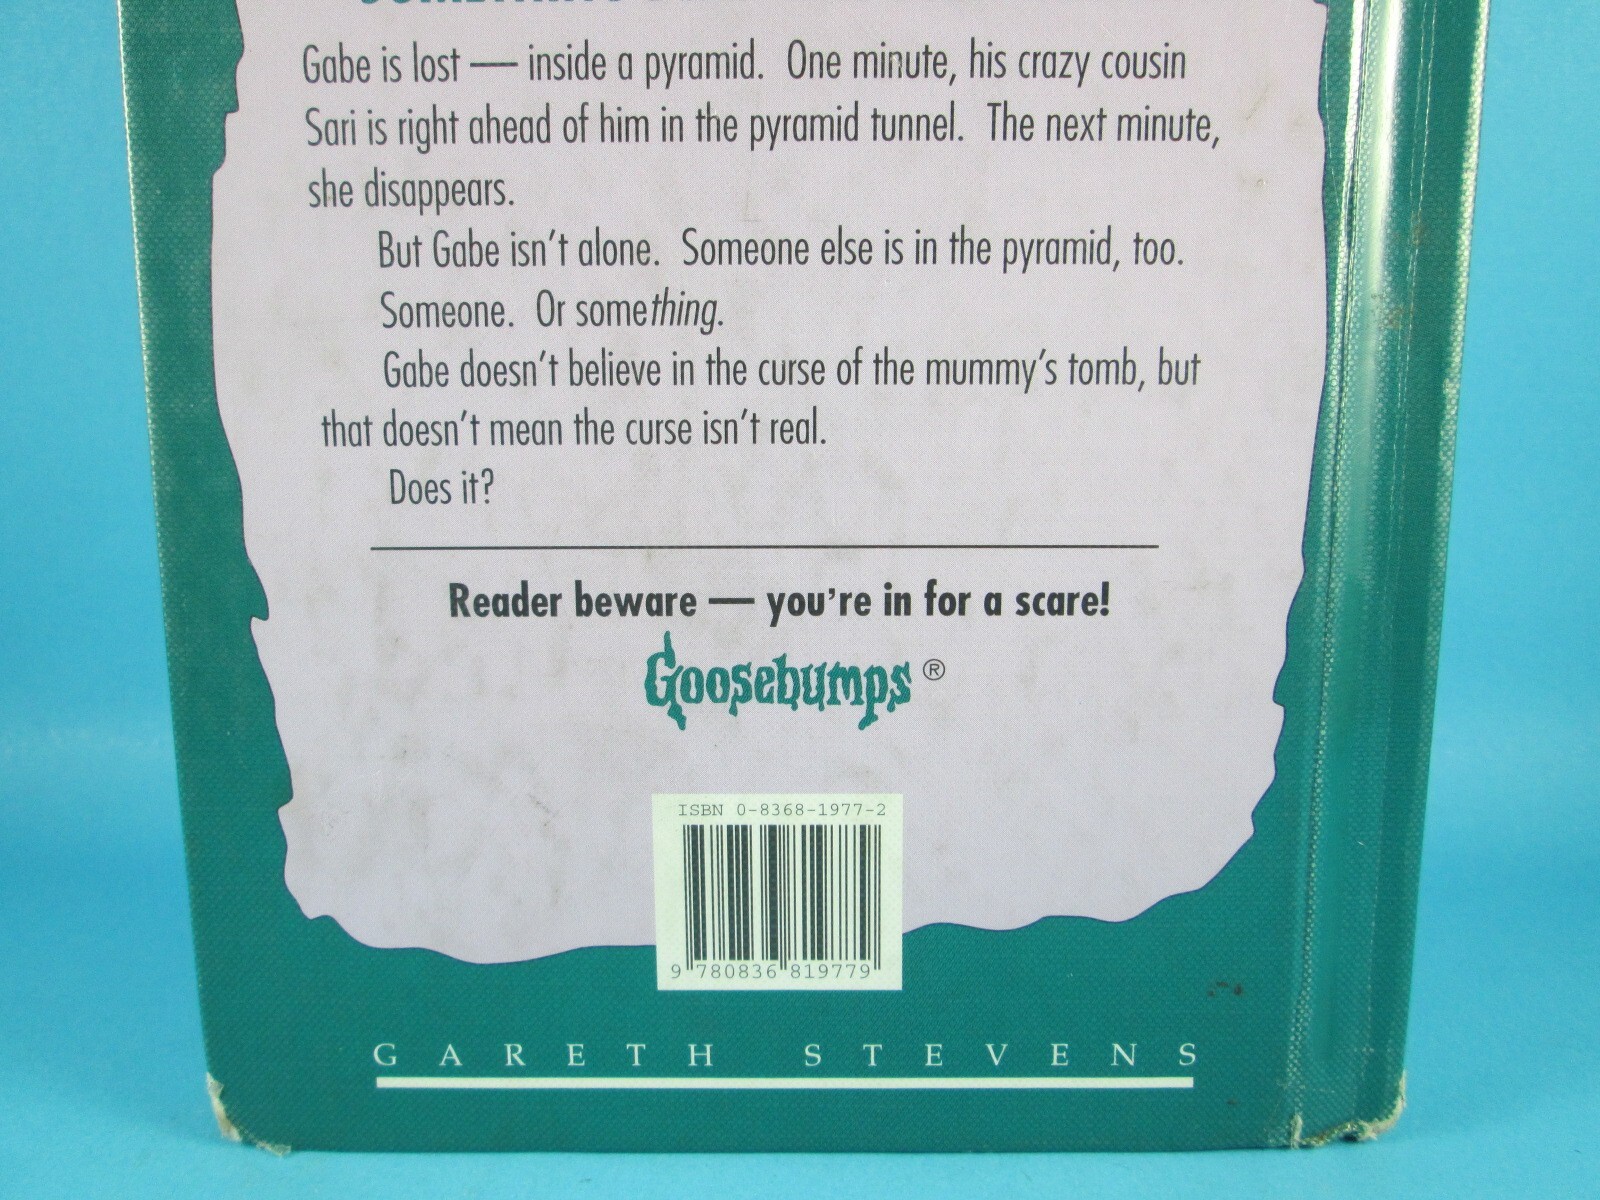 Gabe is lost — inside a pyramid. One minute, his crazy cousin
Sari is right ahead of him in the pyramid tunnel. The next minute,
she disappears.
But Gabe isn't alone. Someone else is in the pyramid, too.
Someone. Or something.
Gabe doesn't believe in the curse of the mummy's tomb, but
that doesn't mean the curse isn't real.
Does it?
Reader beware — you're in for a scare!
Goosebumps ®
ISBN 0-8368-1977-2
9 780836 819779
GARETH STEVENS